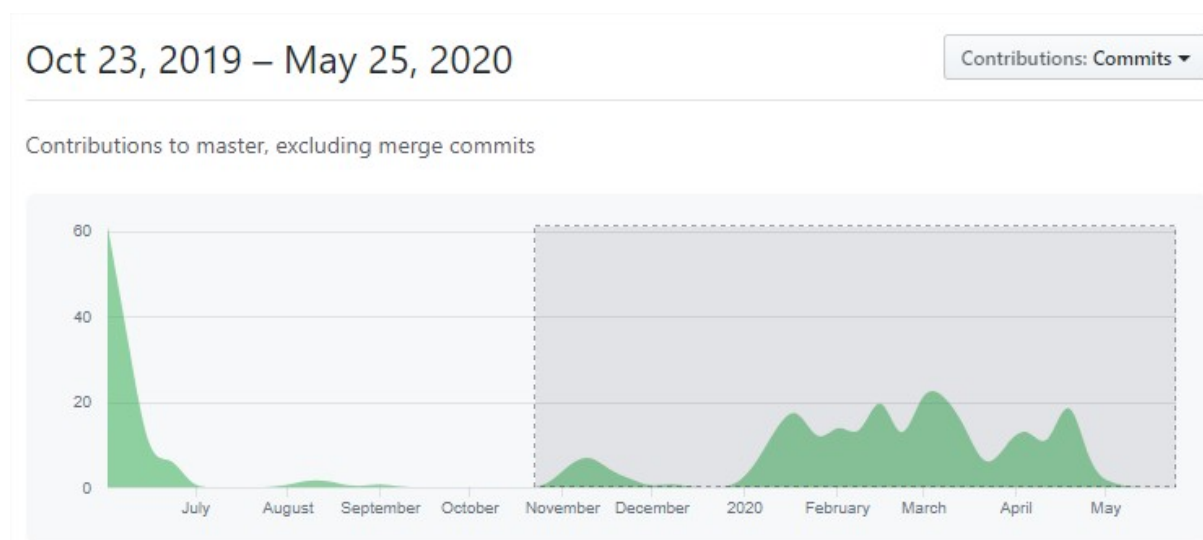 Oct 23, 2019 – May 25, 2020
Contributions: Commits
Contributions to master, excluding merge commits
60
40
20
0
July August September October November December 2020 February March April May